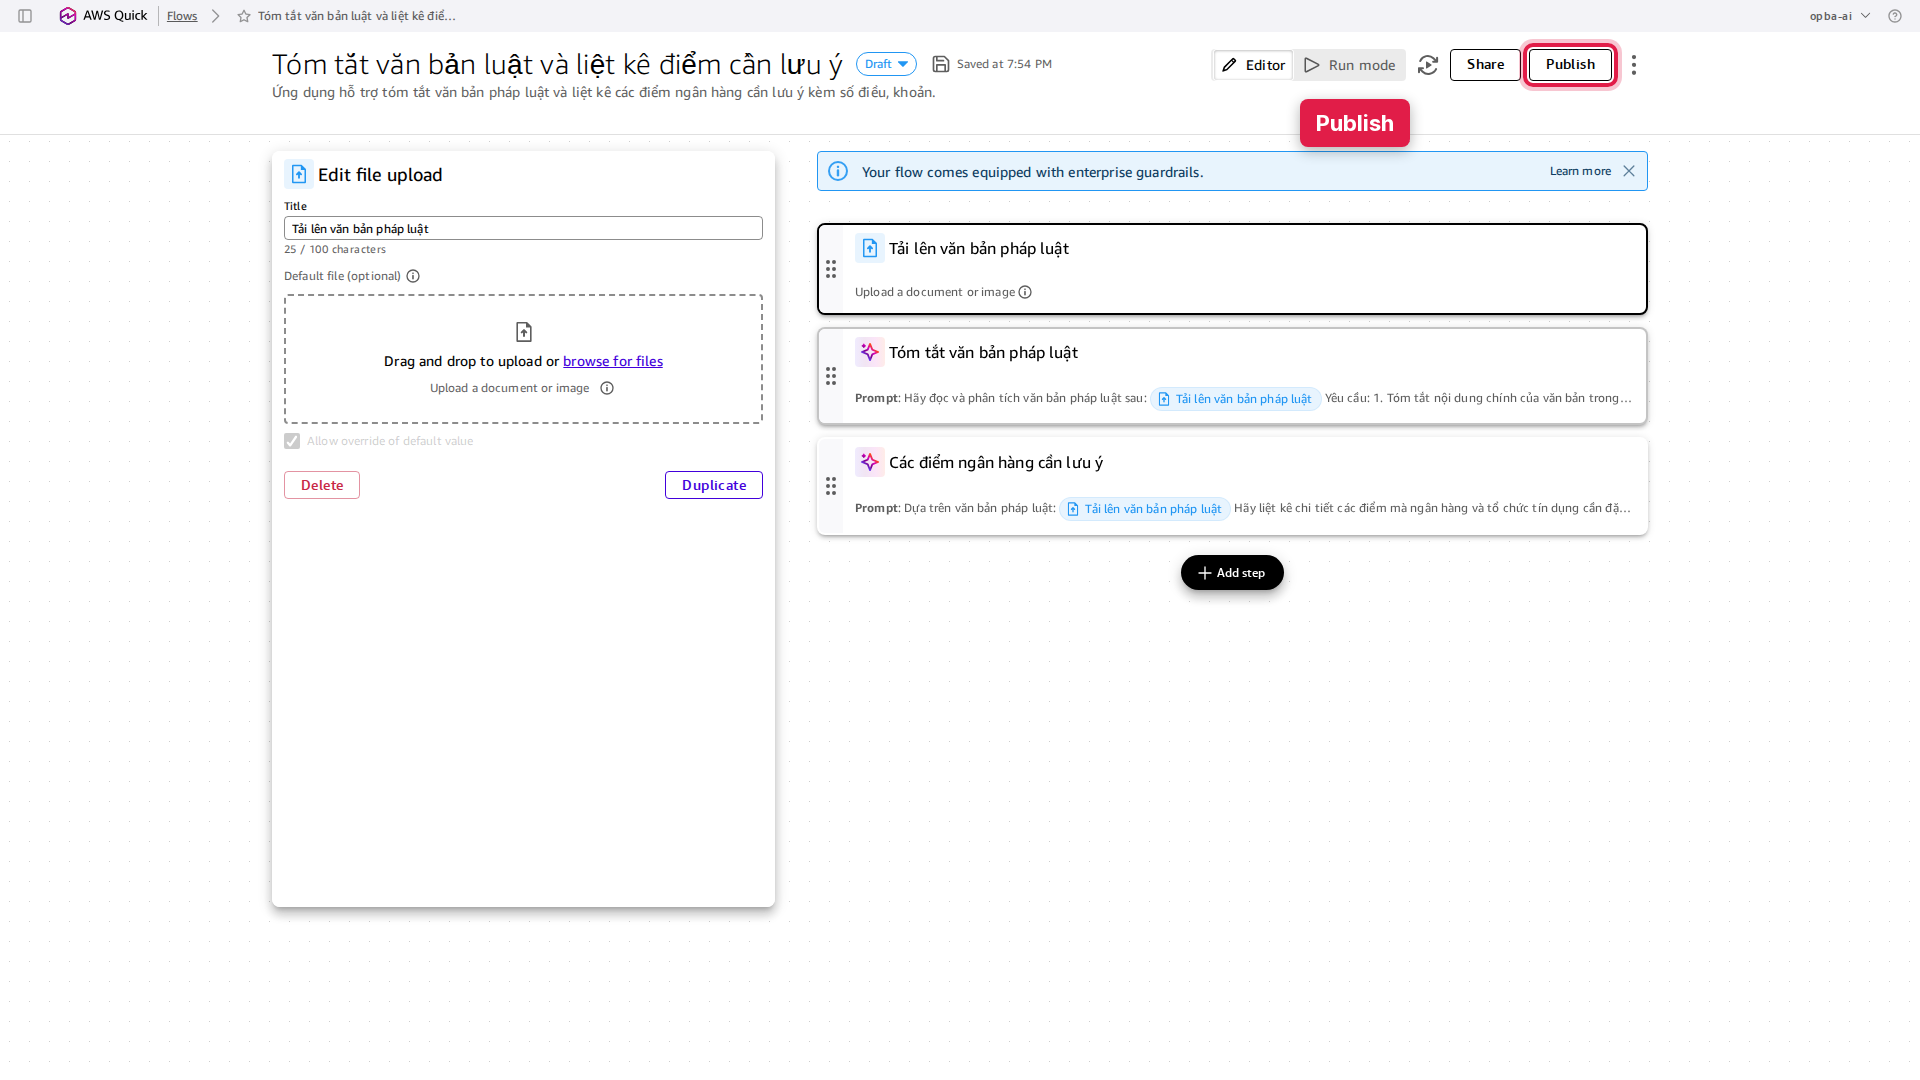 AWS Quick Flows Tóm tắt văn bản luật và liệt kê điể... opba-ai
Tóm tắt văn bản luật và liệt kê điểm cần lưu ý Draft Saved at 7:54 PM Editor Run mode Share Publish
Ứng dụng hỗ trợ tóm tắt văn bản pháp luật và liệt kê các điểm ngân hàng cần lưu ý kèm số điều, khoản.
Publish
Edit file upload
Title
Tải lên văn bản pháp luật
25 / 100 characters
Default file (optional)
Drag and drop to upload or browse for files
Upload a document or image
Allow override of default value
Delete Duplicate
Your flow comes equipped with enterprise guardrails. Learn more
Tải lên văn bản pháp luật
Upload a document or image
Tóm tắt văn bản pháp luật
Prompt: Hãy đọc và phân tích văn bản pháp luật sau: Tải lên văn bản pháp luật Yêu cầu: 1. Tóm tắt nội dung chính của văn bản trong...
Các điểm ngân hàng cần lưu ý
Prompt: Dựa trên văn bản pháp luật: Tải lên văn bản pháp luật Hãy liệt kê chi tiết các điểm mà ngân hàng và tổ chức tín dụng cần đặ...
Add step